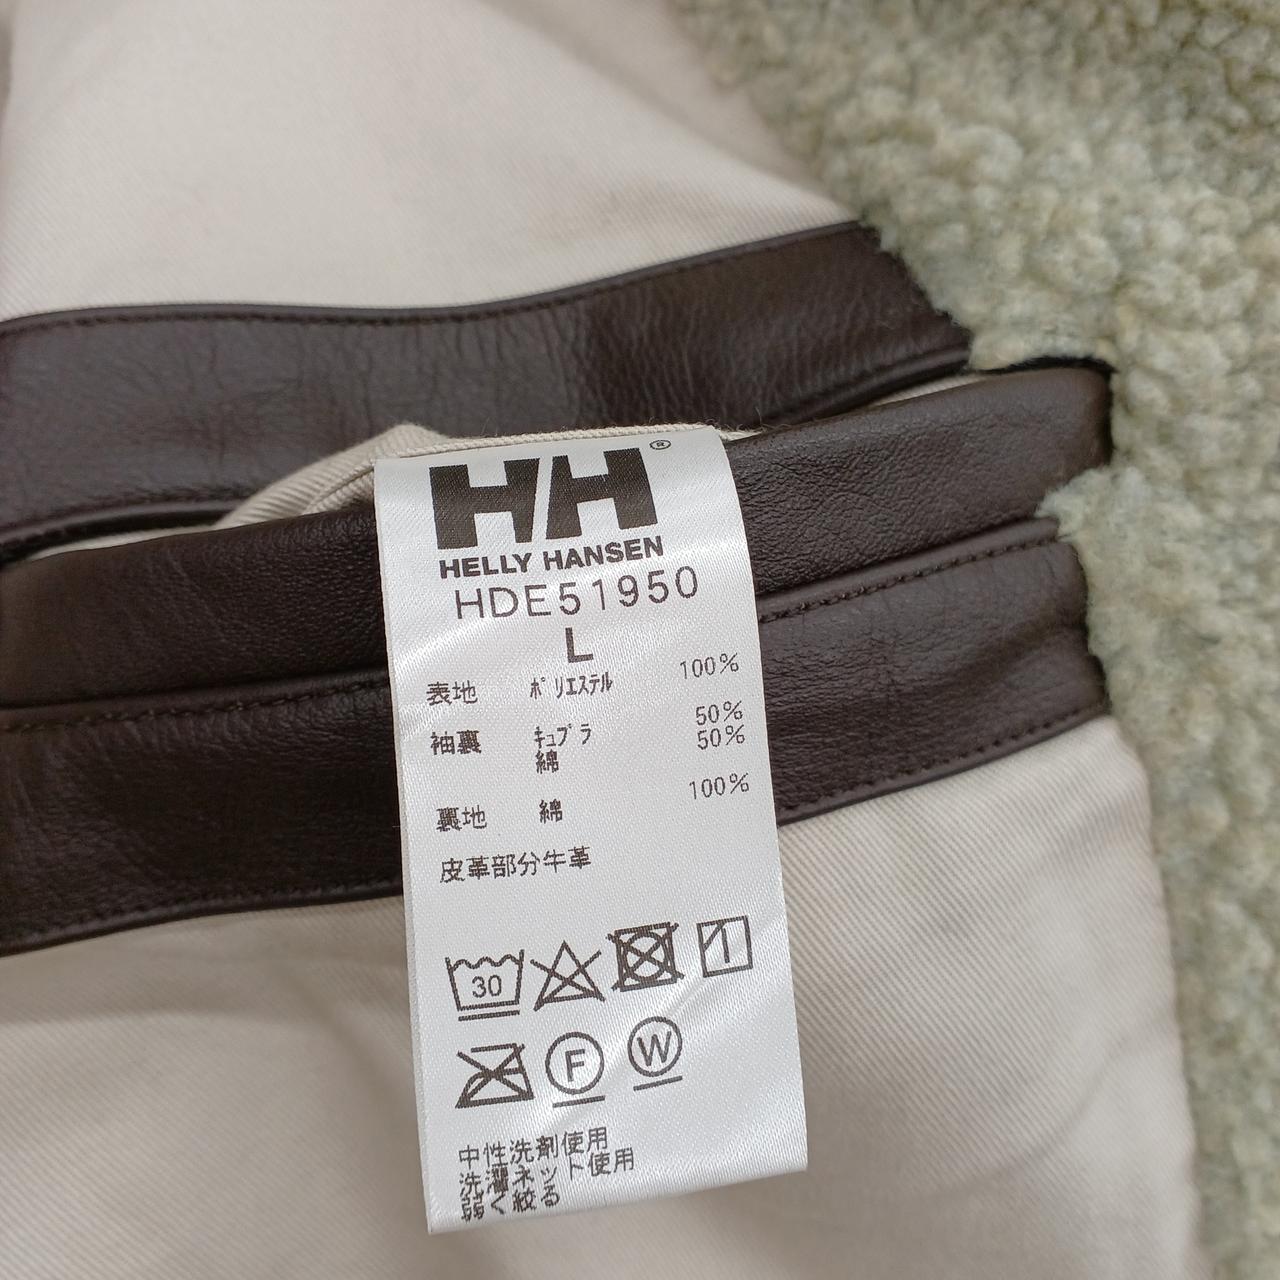 HH®
HELLY HANSEN
HDE51950
L
表地 ポリエステル 100%
袖裏 キュプラ 50%
綿 50%
裏地 綿 100%
皮革部分牛革
30
1
F
W
中性洗剤使用
洗濯ネット使用
弱く絞る